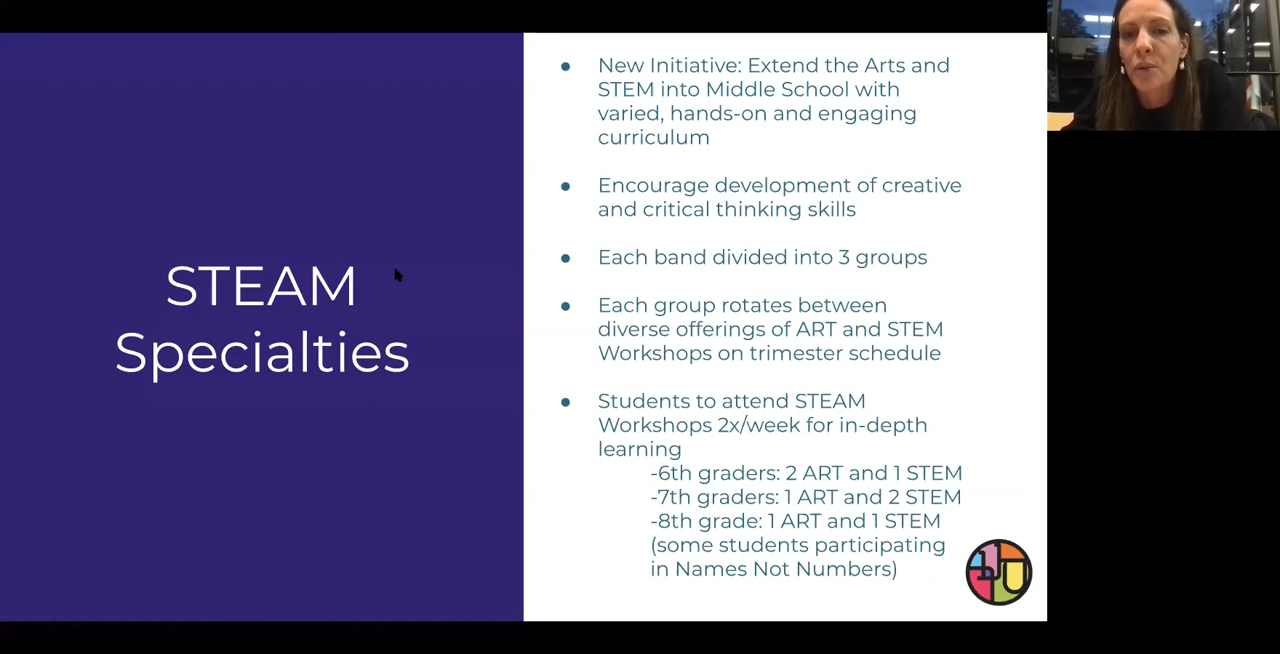 STEAM
Specialties
● New Initiative: Extend the Arts and
STEM into Middle School with
varied, hands-on and engaging
curriculum
● Encourage development of creative
and critical thinking skills
● Each band divided into 3 groups
● Each group rotates between
diverse offerings of ART and STEM
Workshops on trimester schedule
● Students to attend STEAM
Workshops 2x/week for in-depth
learning
-6th graders: 2 ART and 1 STEM
-7th graders: 1 ART and 2 STEM
-8th grade: 1 ART and 1 STEM
(some students participating
in Names Not Numbers)